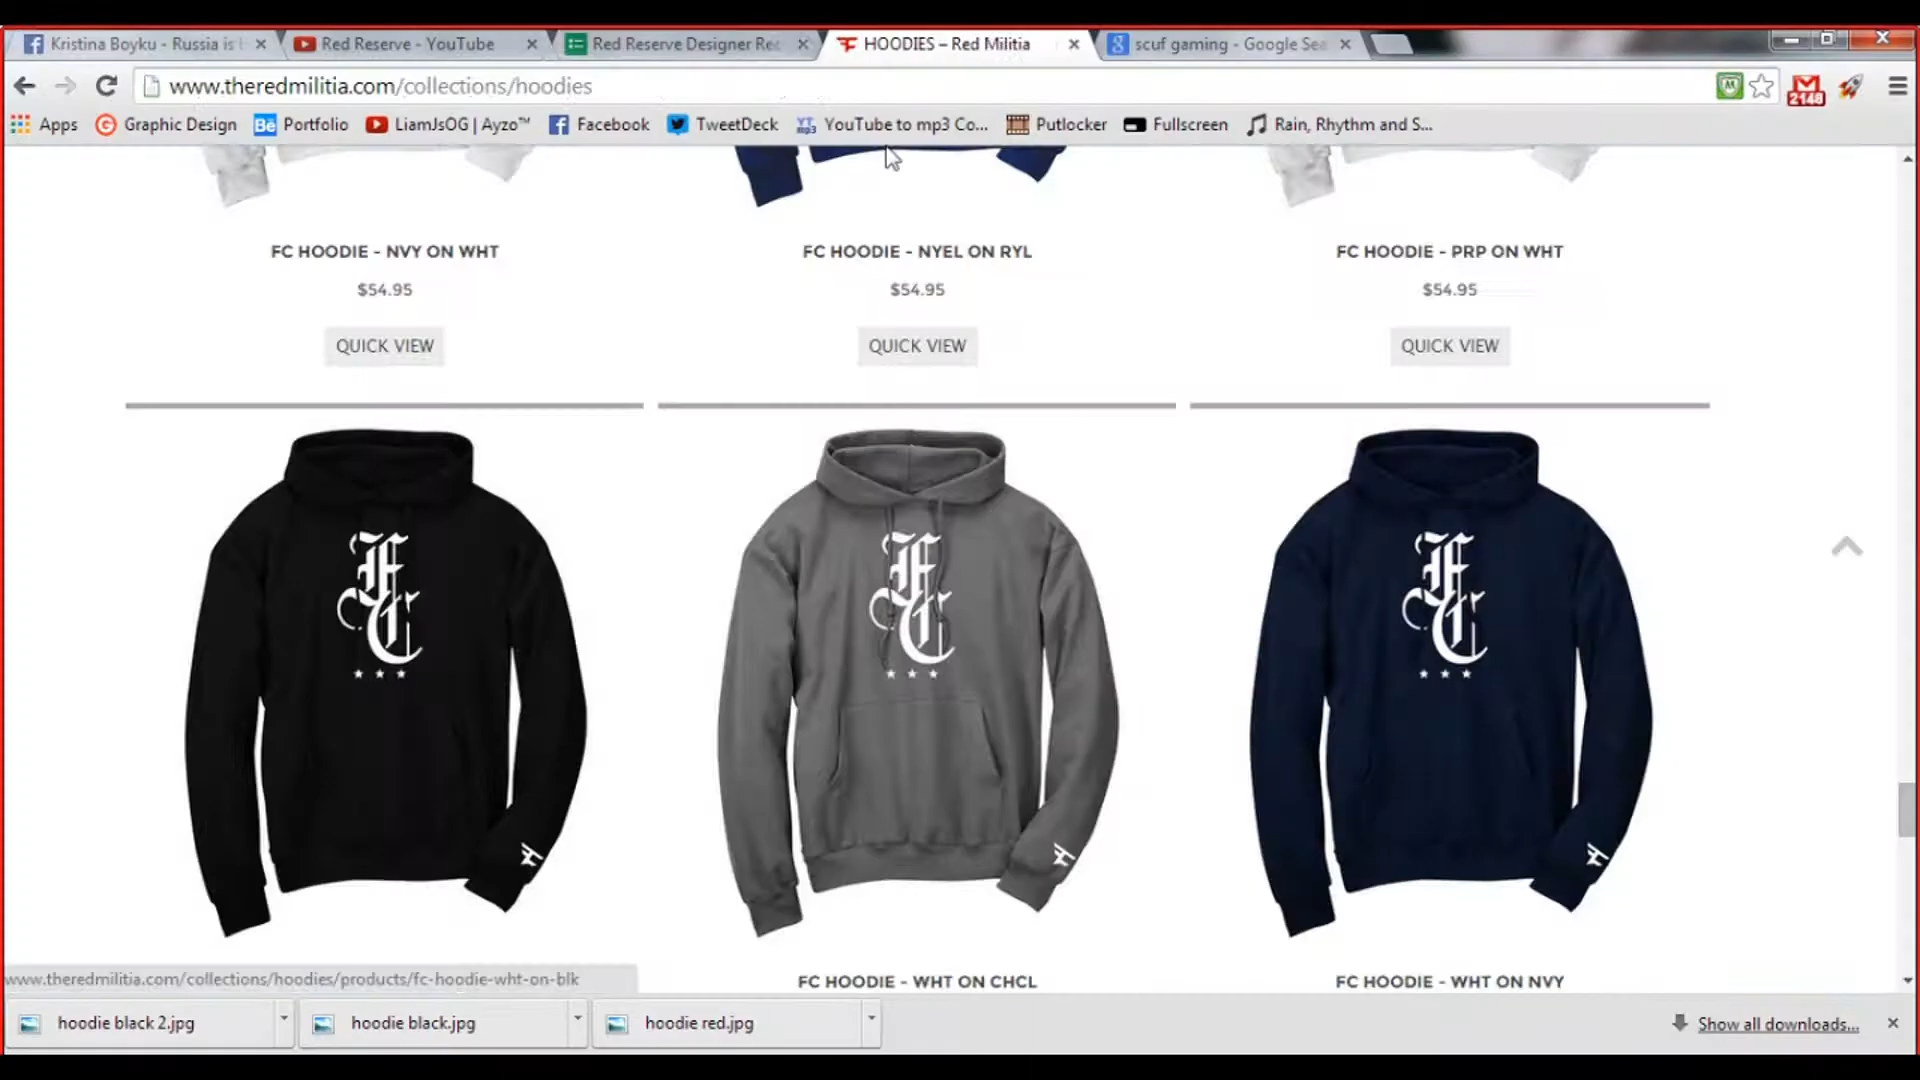 Kristina Boyku - Russia is
Red Reserve - YouTube
Red Reserve Designer Rec
HOODIES – Red Militia
scuf gaming - Google Sea
www.theredmilitia.com/collections/hoodies
2148
Apps
Graphic Design
Bē Portfolio
LiamJsOG | Ayzo™
Facebook
TweetDeck
YouTube to mp3 Co...
Putlocker
Fullscreen
Rain, Rhythm and S...
FC HOODIE - NVY ON WHT
FC HOODIE - NYEL ON RYL
FC HOODIE - PRP ON WHT
$54.95
$54.95
$54.95
QUICK VIEW
QUICK VIEW
QUICK VIEW
FC
FC
FC
www.theredmilitia.com/collections/hoodies/products/fc-hoodie-wht-on-blk
FC HOODIE - WHT ON CHCL
FC HOODIE - WHT ON NVY
hoodie black 2.jpg
hoodie black.jpg
hoodie red.jpg
Show all downloads...